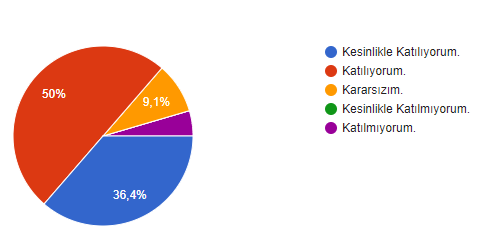 50%
9,1%
36,4%
Kesinlikle Katılıyorum.
Katılıyorum.
Kararsızım.
Kesinlikle Katılmıyorum.
Katılmıyorum.